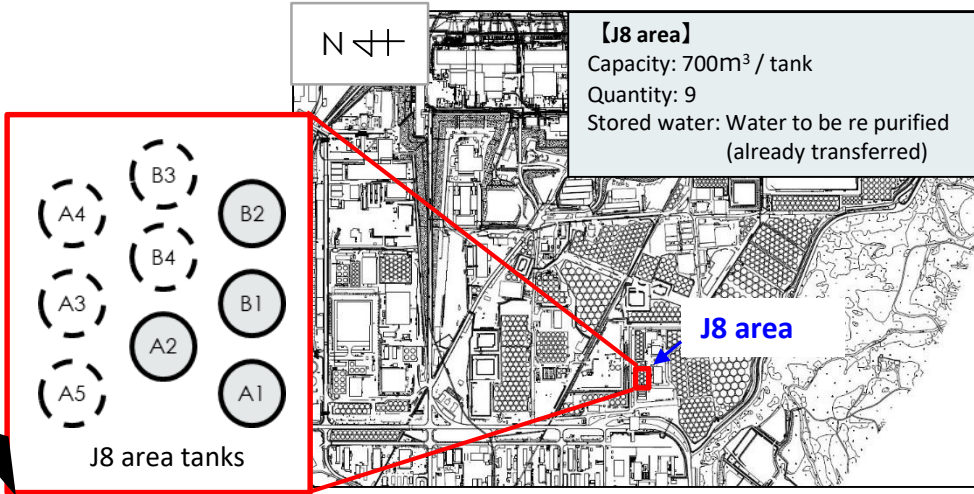 N
【J8 area】
Capacity: 700m³ / tank
Quantity: 9
Stored water: Water to be re purified
(already transferred)
B3
A4
B2
B4
A3
B1
A2
A5
A1
J8 area tanks
J8 area